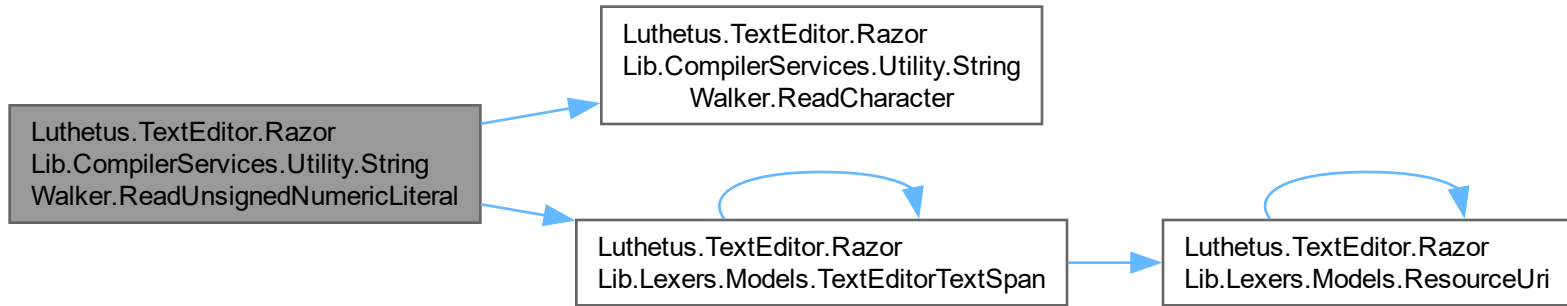 Luthetus.TextEditor.Razor
Lib.CompilerServices.Utility.String
Walker.ReadUnsignedNumericLiteral
Luthetus.TextEditor.Razor
Lib.CompilerServices.Utility.String
Walker.ReadCharacter
Luthetus.TextEditor.Razor
Lib.Lexers.Models.TextEditorTextSpan
Luthetus.TextEditor.Razor
Lib.Lexers.Models.ResourceUri